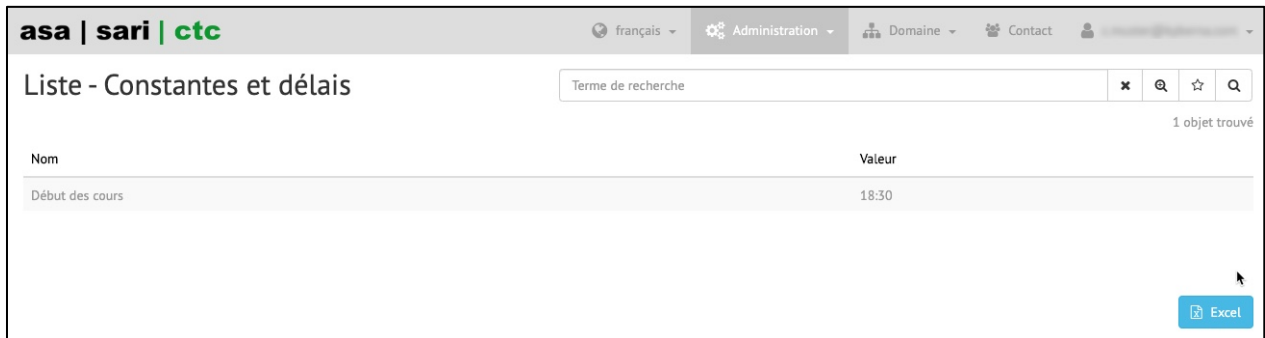 asa | sari | ctc français Administration Domaine Contact
Liste - Constantes et délais Terme de recherche
1 objet trouvé
Nom Valeur
Début des cours 18:30
Excel